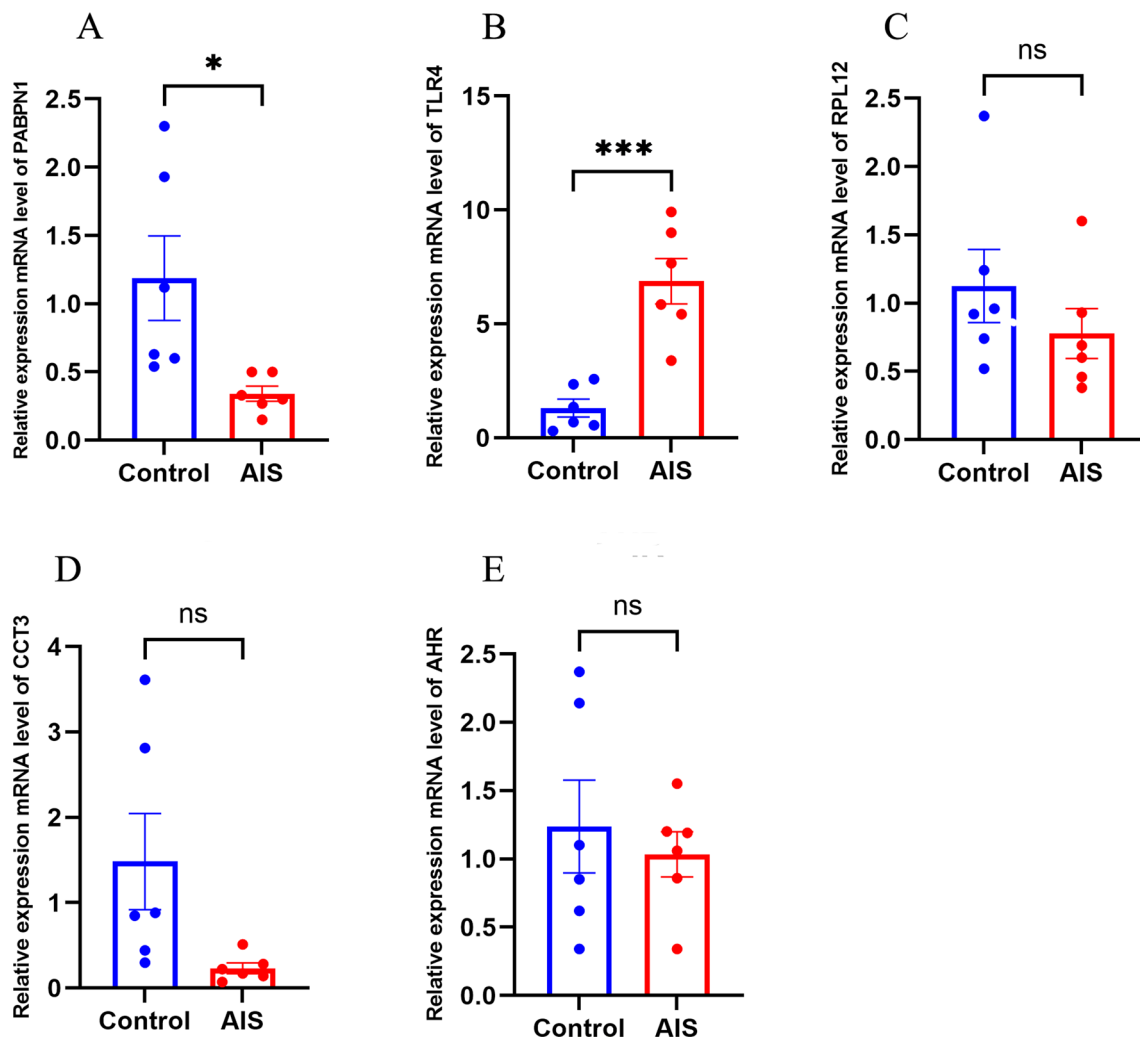 A
Relative expression mRNA level of PABPN1
*
2.5
2.0
1.5
1.0
0.5
0.0
Control AIS
B
Relative expression mRNA level of TLR4
***
15
10
5
0
Control AIS
C
Relative expression mRNA level of RPL12
ns
2.5
2.0
1.5
1.0
0.5
0.0
Control AIS
D
Relative expression mRNA level of CCT3
ns
4
3
2
1
0
Control AIS
E
Relative expression mRNA level of AHR
ns
2.5
2.0
1.5
1.0
0.5
0.0
Control AIS